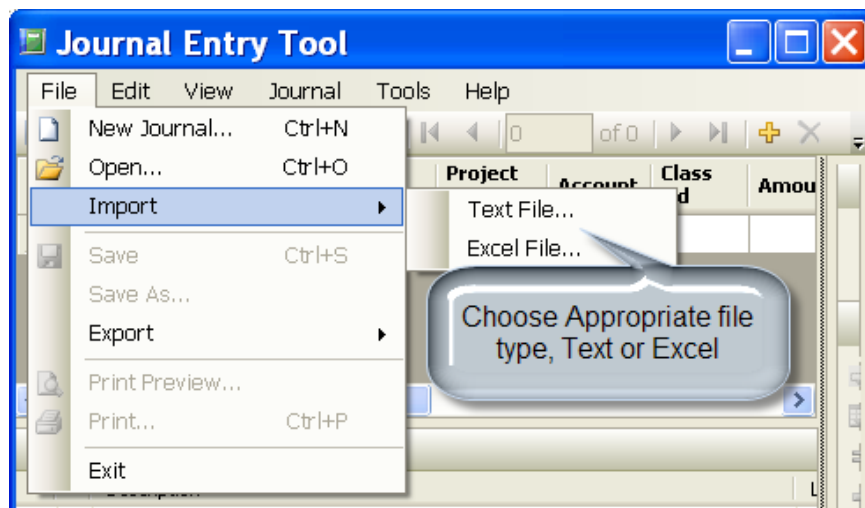 Journal Entry Tool
File Edit View Journal Tools Help
0 of 0
New Journal... Ctrl+N
Open... Ctrl+O
Import
Save Ctrl+S
Save As...
Export
Print Preview...
Print... Ctrl+P
Exit
Project Account Class Amou
Text File...
Excel File...
Choose Appropriate file
type, Text or Excel